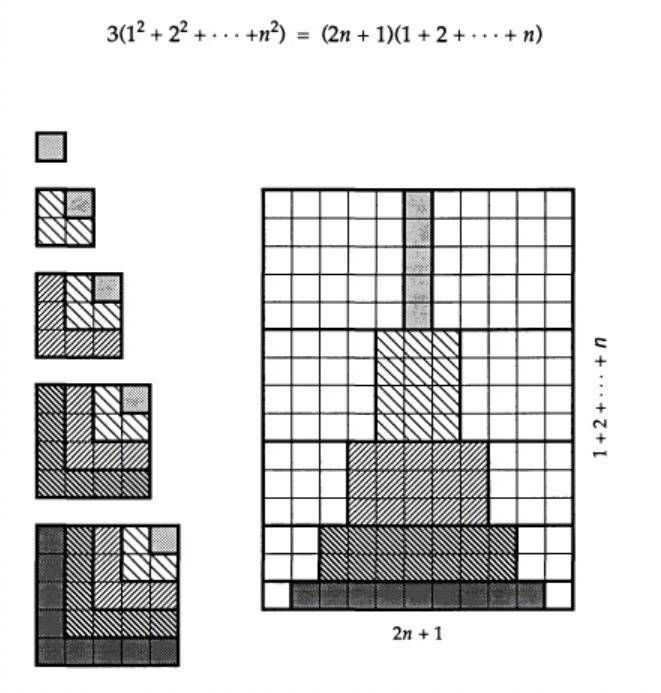 3(1² + 2² + · · · +n²) = (2n + 1)(1 + 2 + · · · + n)
1 + 2 + · · · + n
2n + 1